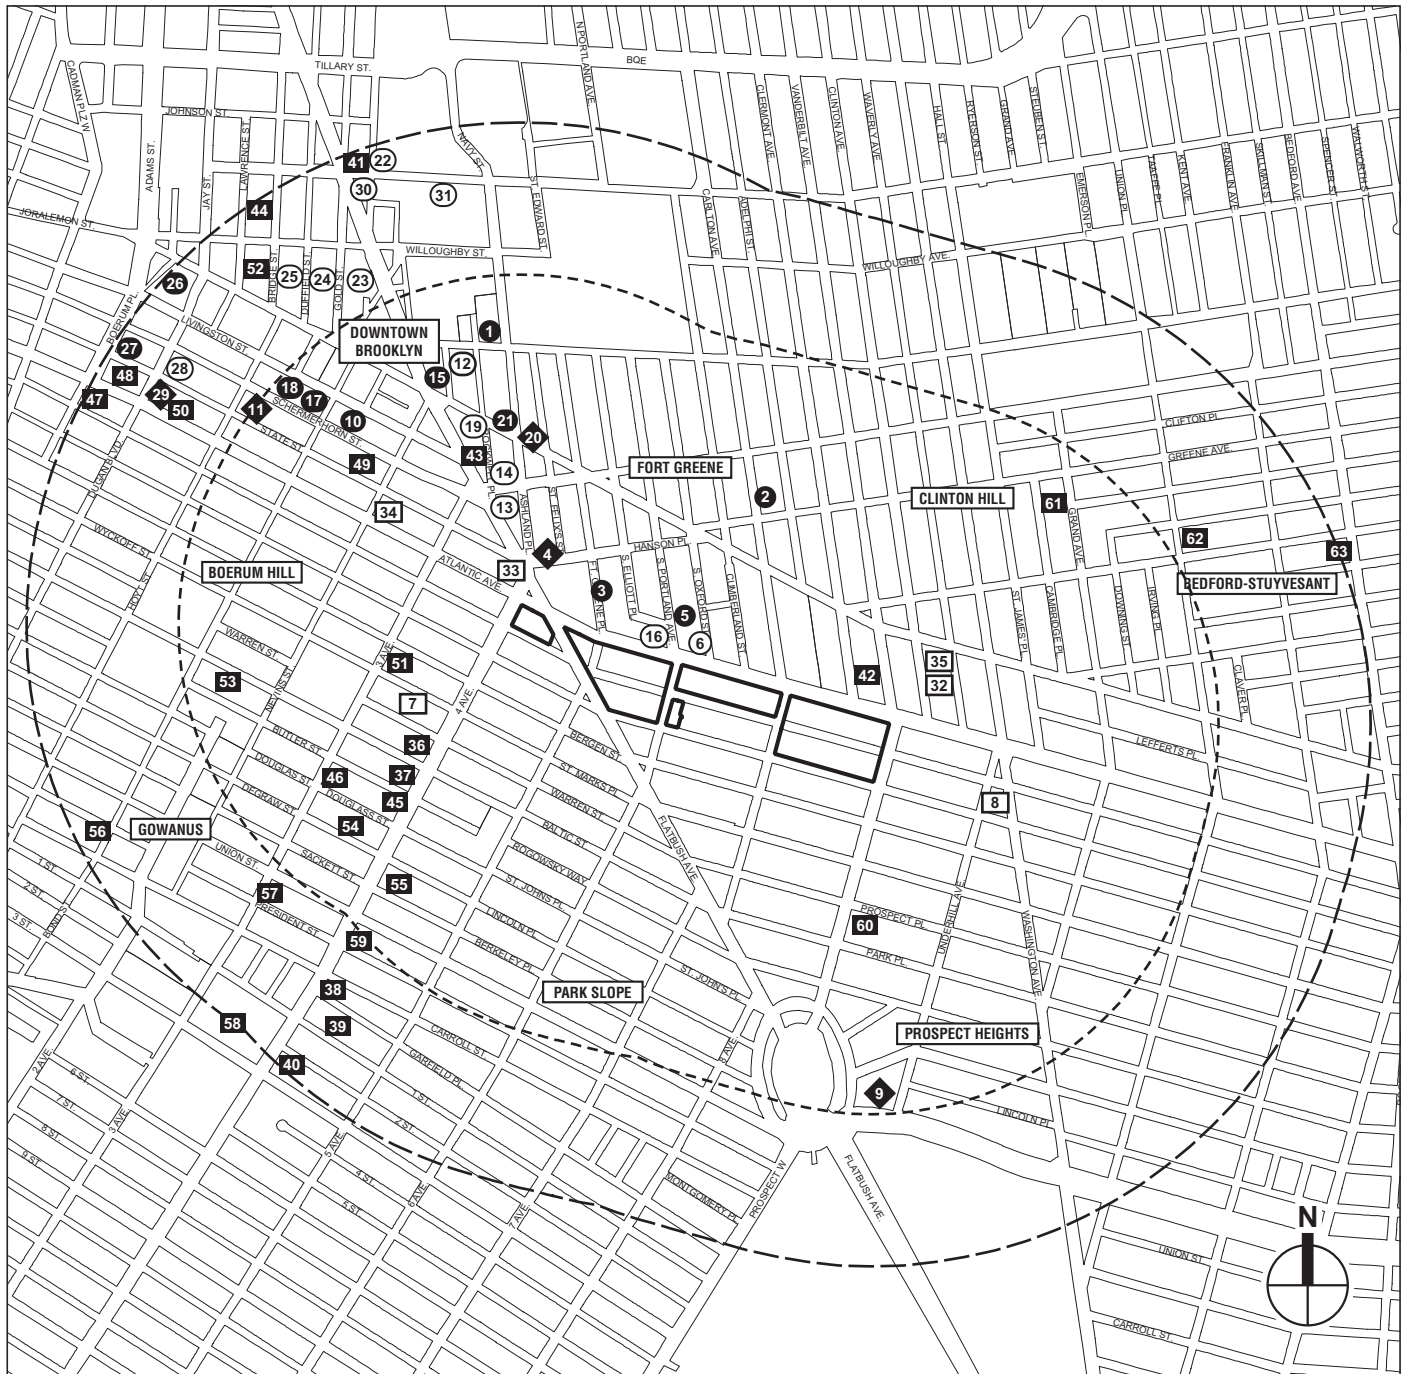 N PORTLAND AVE.
BQE
TILLARY ST.
CADMAN PLZ W
JOHNSON ST.
ADAMS ST.
JAY ST.
LAWRENCE ST.
NAVY ST.
CLERMONT AVE.
VANDERBILT AVE.
CLINTON AVE.
WAVERLY AVE.
HALL ST.
RYERSON ST.
GRAND AVE.
STEUBEN ST.
EMERSON PL.
UNION PL.
TAAFFE PL.
KENT AVE.
FRANKLIN AVE.
SKILLMAN ST.
BEDFORD AVE.
SPENCER ST.
WALWORTH S
41
22
30
31
44
ST. EDWARD ST.
CARLTON AVE
ADELPHI ST.
JORALEMON ST.
WILLOUGHBY ST.
WILLOUGHBY AVE.
52
BRIDGE ST.
25
DUFFIELD ST.
24
GOLD ST.
23
26
BOERUM PL.
LIVINGSTON ST.
DOWNTOWN
BROOKLYN
1
27
28
12
15
48
47
29
50
11
18
17
10
SCHERMERHORN ST.
STATE ST.
49
19
21
20
43
14
13
ASHLAND PL.
ST. FELIX'S ST.
FORT GREENE
2
CLINTON HILL
CLIFTON PL.
GREENE AVE.
61
GRAND AVE.
62
63
BEDFORD-STUYVESANT
DUGAN BLVD.
34
WYCKOFF ST.
HOYT ST.
BOERUM HILL
ATLANTIC AVE.
33
4
HANSON PL.
3
FT. GREENE PL.
S. ELLIOTT PL.
S. PORTLAND AVE.
S. OXFORD ST.
CUMBERLAND ST.
5
16
6
ST. JAMES' PL.
CAMBRIDGE PL.
DOWNING ST.
IRVING PL.
CLAVER PL.
35
32
42
WARREN ST.
53
NEVINS ST.
3 AVE.
51
7
4 AVE.
36
37
45
46
BUTLER ST.
DOUGLAS ST.
DEGRAW ST.
DOUGLASS ST.
54
BERGEN ST.
ST. MARKS PL.
WARREN ST.
BALTIC ST.
ROGOWSKY WAY
ST. JOHNS PL.
LINCOLN PL.
BERKELEY PL.
FLATBUSH AVE.
LEFFERTS PL.
8
56
GOWANUS
UNION ST.
SACKETT ST.
55
57
PRESIDENT ST.
59
1 ST.
2 ST.
3 ST.
BOND S
60
PROSPECT PL.
PARK PL.
UNDERHILL AVE.
WASHINGTON AVE.
38
39
58
40
PARK SLOPE
ST. JOHN'S PL.
PROSPECT HEIGHTS
9
LINCOLN PL.
CARROLL ST.
GARFIELD PL.
1 ST.
2 ST.
3 AVE.
2 AVE.
6 ST.
7 ST.
8 ST.
9 ST.
3 AVE.
5 AVE.
4 ST.
5 ST.
6 AVE.
7 AVE.
MONTGOMERY PL.
PROSPECT W
FLATBUSH AVE.
N
UNION ST.
CARROLL ST.